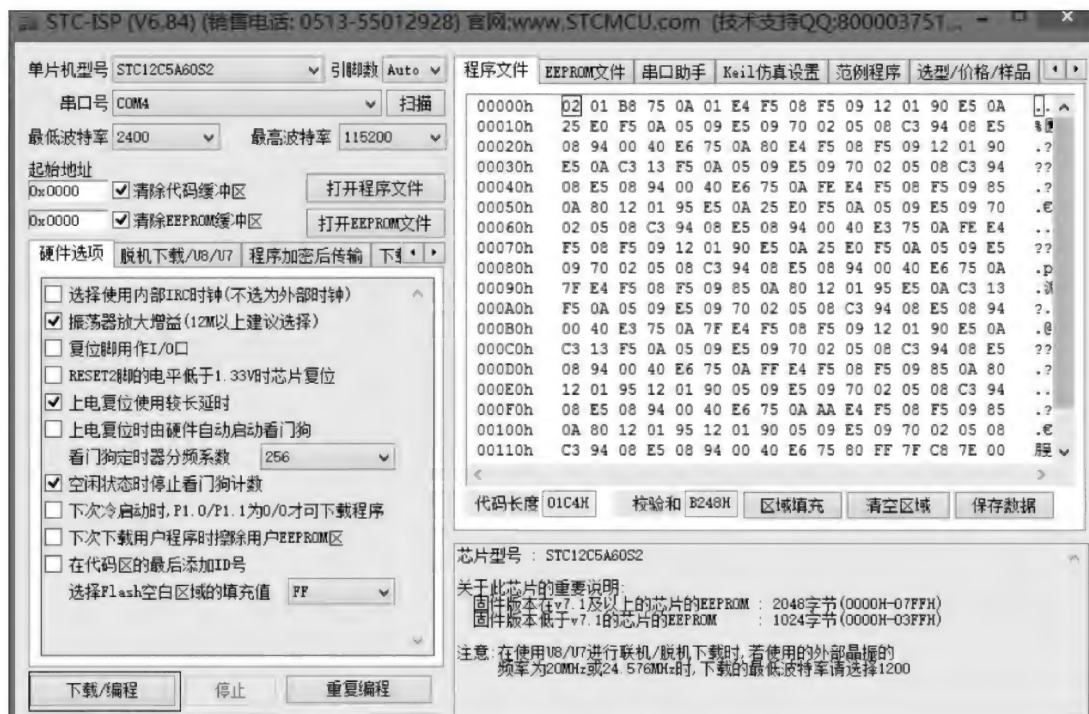 STC-ISP (V6.84) (销售电话: 0513-55012928) 官网:www.STCMCU.com (技术支持QQ:800003751...
单片机型号 STC12C5A60S2 引脚数 Auto
串口号 COM4 扫描
最低波特率 2400 最高波特率 115200
起始地址
0x0000 清除代码缓冲区 打开程序文件
0x0000 清除EEPROM缓冲区 打开EEPROM文件
硬件选项 脱机下载/U8/U7 程序加密后传输
选择使用内部IRC时钟(不选为外部时钟)
振荡器放大增益(12M以上建议选择)
复位脚用作I/O口
RESET2脚的电平低于1.33V时芯片复位
上电复位使用较长延时
上电复位时由硬件自动启动看门狗
看门狗定时器分频系数 256
空闲状态时停止看门狗计数
下次冷启动时,P1.0/P1.1为0/0才可下载程序
下次下载用户程序时擦除用户EEPROM区
在代码区的最后添加ID号
选择Flash空白区域的填充值 FF
下载/编程 停止 重复编程
程序文件 EEPROM文件 串口助手 Keil仿真设置 范例程序 选型/价格/样品
00000h 02 01 B8 75 0A 01 E4 F5 08 F5 09 12 01 90 E5 0A ..
00010h 25 E0 F5 0A 05 09 E5 09 70 02 05 08 C3 94 08 E5
00020h 08 94 00 40 E6 75 0A 80 E4 F5 08 F5 09 12 01 90 .?
00030h E5 0A C3 13 F5 0A 05 09 E5 09 70 02 05 08 C3 94 ??
00040h 08 E5 08 94 00 40 E6 75 0A FE E4 F5 08 F5 09 85 .?
00050h 0A 80 12 01 95 E5 0A 25 E0 F5 0A 05 09 E5 09 70 .€
00060h 02 05 08 C3 94 08 E5 08 94 00 40 E3 75 0A FE E4 ..
00070h F5 08 F5 09 12 01 90 E5 0A 25 E0 F5 0A 05 09 E5 ??
00080h 09 70 02 05 08 C3 94 08 E5 08 94 00 40 E6 75 0A .p
00090h 7F E4 F5 08 F5 09 85 0A 80 12 01 95 E5 0A C3 13
000A0h F5 0A 05 09 E5 09 70 02 05 08 C3 94 08 E5 08 94 ?.
000B0h 00 40 E3 75 0A 7F E4 F5 08 F5 09 12 01 90 E5 0A .@
000C0h C3 13 F5 0A 05 09 E5 09 70 02 05 08 C3 94 08 E5 ??
000D0h 08 94 00 40 E6 75 0A FF E4 F5 08 F5 09 85 0A 80 .?
000E0h 12 01 95 12 01 90 05 09 E5 09 70 02 05 08 C3 94 ..
000F0h 08 E5 08 94 00 40 E6 75 0A AA E4 F5 08 F5 09 85 .?
00100h 0A 80 12 01 95 12 01 90 05 09 E5 09 70 02 05 08 .€
00110h C3 94 08 E5 08 94 00 40 E6 75 80 FF 7F C8 7E 00
代码长度 01C4H 校验和 B248H 区域填充 清空区域 保存数据
芯片型号 : STC12C5A60S2
关于此芯片的重要说明:
固件版本在v7.1及以上的芯片的EEPROM : 2048字节(0000H-07FFH)
固件版本低于v7.1的芯片的EEPROM : 1024字节(0000H-03FFH)
注意:在使用U8/U7进行联机/脱机下载时,若使用的外部晶振的
频率为20MHz或24.576MHz时,下载的最低波特率请选择1200